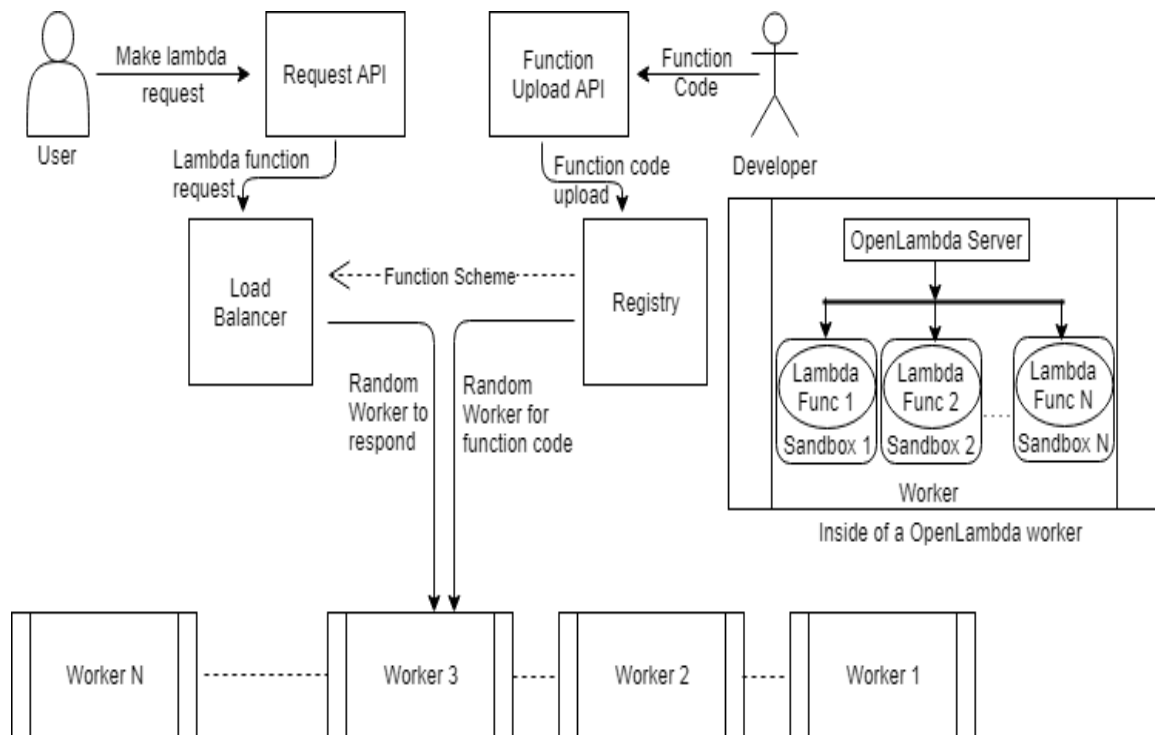 Make lambda
request
User
Request API
Function
Upload API
Function
Code
Developer
Lambda function
request
Function code
upload
Load
Balancer
Function Scheme
Registry
Random
Worker to
respond
Random
Worker for
function code
OpenLambda Server
Lambda
Func 1
Sandbox 1
Lambda
Func 2
Sandbox 2
Lambda
Func N
Sandbox N
Worker
Inside of a OpenLambda worker
Worker N
Worker 3
Worker 2
Worker 1